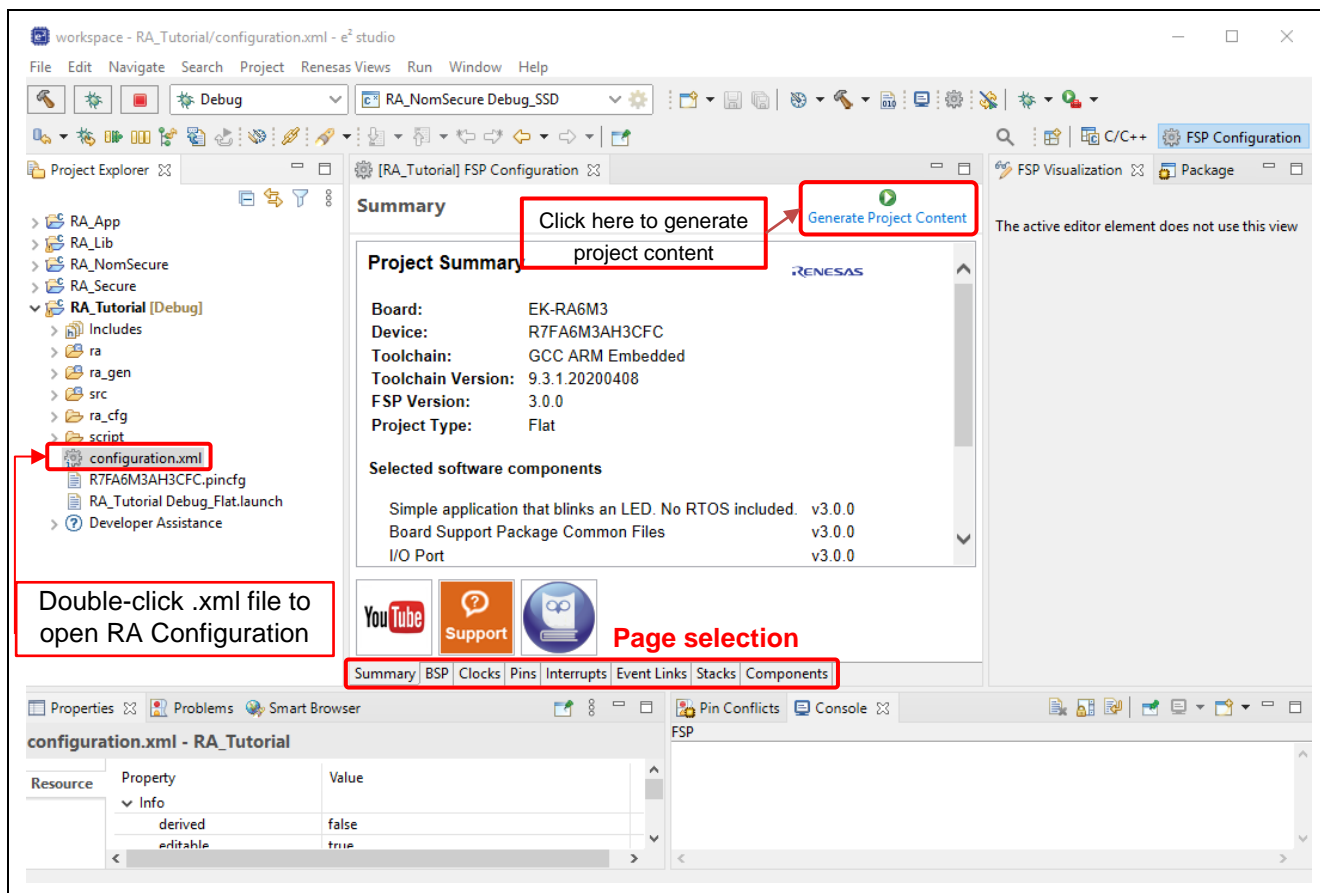 workspace - RA_Tutorial/configuration.xml - e² studio
File Edit Navigate Search Project Renesas Views Run Window Help
Debug
RA_NomSecure Debug_SSD
C/C++
FSP Configuration
Project Explorer
RA_App
RA_Lib
RA_NomSecure
RA_Secure
RA_Tutorial [Debug]
Includes
ra
ra_gen
src
ra_cfg
script
configuration.xml
R7FA6M3AH3CFC.pincfg
RA_Tutorial Debug_Flat.launch
Developer Assistance
Double-click .xml file to
open RA Configuration
[RA_Tutorial] FSP Configuration
Summary
Click here to generate
project content
Generate Project Content
Project Summary
RENESAS
Board: EK-RA6M3
Device: R7FA6M3AH3CFC
Toolchain: GCC ARM Embedded
Toolchain Version: 9.3.1.20200408
FSP Version: 3.0.0
Project Type: Flat
Selected software components
Simple application that blinks an LED. No RTOS included. v3.0.0
Board Support Package Common Files v3.0.0
I/O Port v3.0.0
YouTube
Support
Page selection
Summary BSP Clocks Pins Interrupts Event Links Stacks Components
FSP Visualization
Package
The active editor element does not use this view
Properties
Problems
Smart Browser
configuration.xml - RA_Tutorial
Resource
Property Value
Info
derived false
editable true
Pin Conflicts
Console
FSP